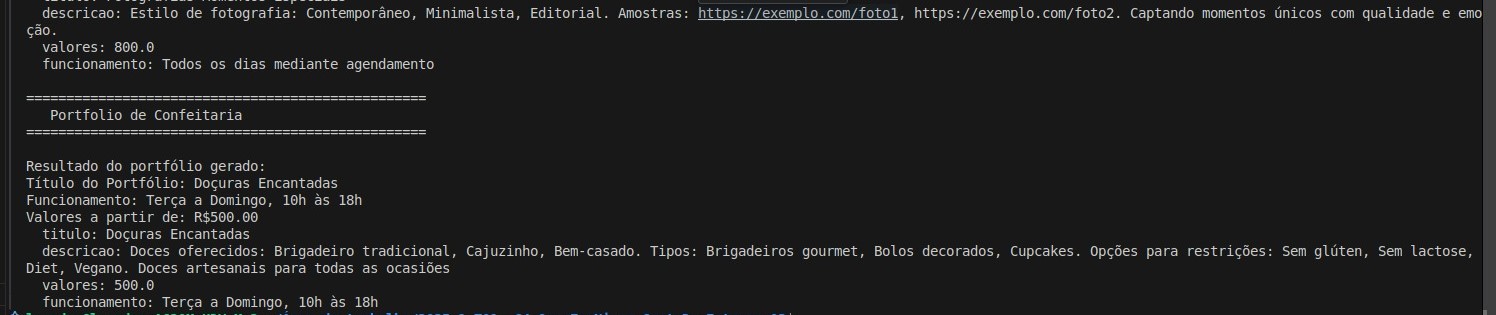 descricao: Estilo de fotografia: Contemporâneo, Minimalista, Editorial. Amostras: https://exemplo.com/foto1, https://exemplo.com/foto2. Captando momentos únicos com qualidade e emo
ção.
valores: 800.0
funcionamento: Todos os dias mediante agendamento
==================================================
Portfolio de Confeitaria
==================================================
Resultado do portfólio gerado:
Título do Portfólio: Doçuras Encantadas
Funcionamento: Terça a Domingo, 10h às 18h
Valores a partir de: R$500.00
titulo: Doçuras Encantadas
descricao: Doces oferecidos: Brigadeiro tradicional, Cajuzinho, Bem-casado. Tipos: Brigadeiros gourmet, Bolos decorados, Cupcakes. Opções para restrições: Sem glúten, Sem lactose,
Diet, Vegano. Doces artesanais para todas as ocasiões
valores: 500.0
funcionamento: Terça a Domingo, 10h às 18h